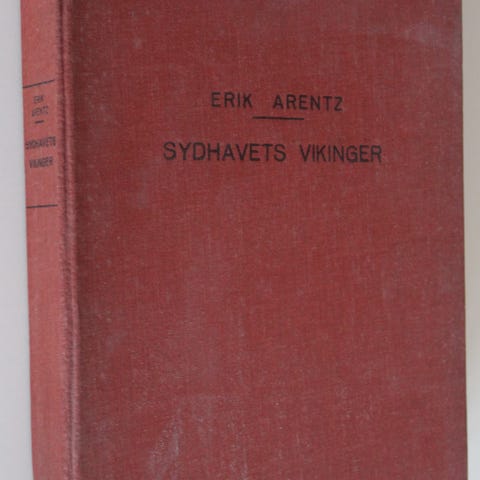 ERIK
ARENTZ
SYDHAVETS
VIKINGER
ERIK ARENTZ
SYDHAVETS VIKINGER